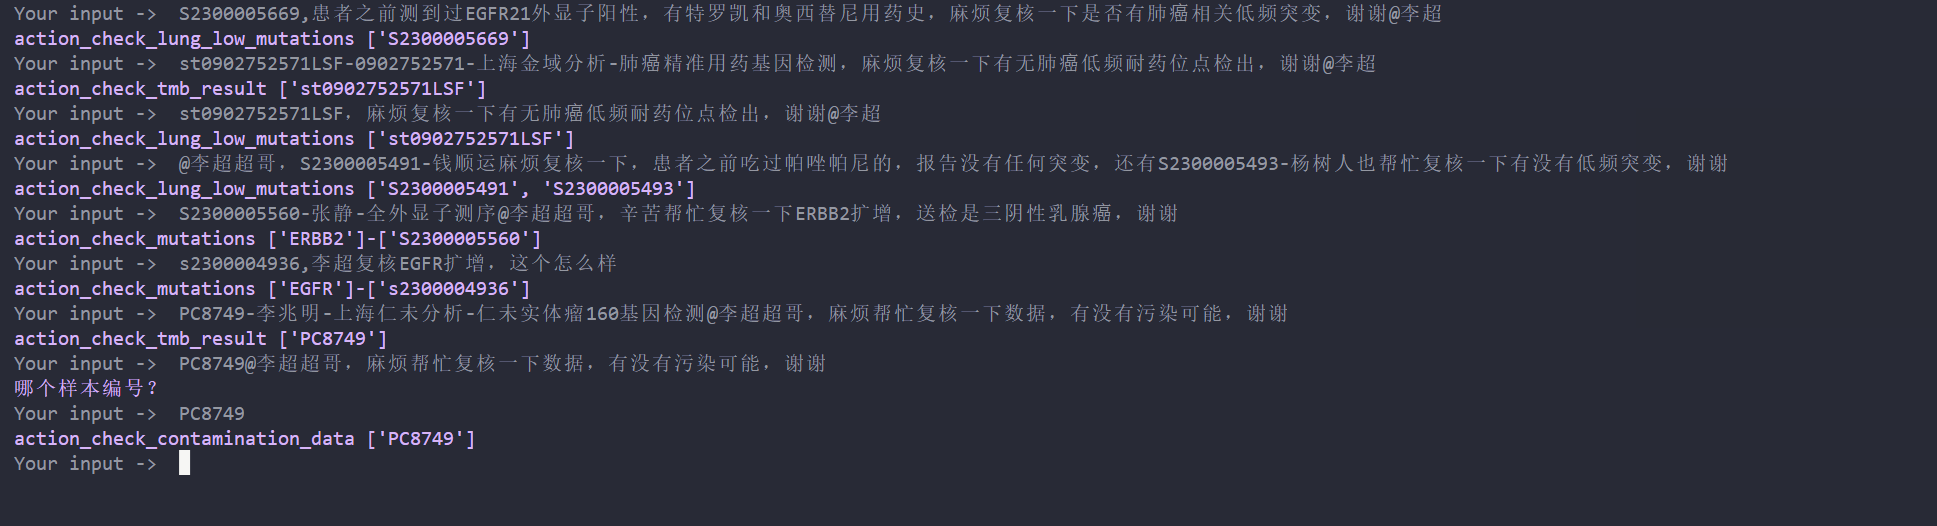 Your input ->  S2300005669,患者之前测到过EGFR21外显子阳性，有特罗凯和奥西替尼用药史，麻烦复核一下是否有肺癌相关低频突变，谢谢@李超
action_check_lung_low_mutations ['S2300005669']
Your input ->  st0902752571LSF-0902752571-上海金域分析-肺癌精准用药基因检测，麻烦复核一下有无肺癌低频耐药位点检出，谢谢@李超
action_check_tmb_result ['st0902752571LSF']
Your input ->  st0902752571LSF，麻烦复核一下有无肺癌低频耐药位点检出，谢谢@李超
action_check_lung_low_mutations ['st0902752571LSF']
Your input ->  @李超超哥，S2300005491-钱顺运麻烦复核一下，患者之前吃过帕唑帕尼的，报告没有任何突变，还有S2300005493-杨树人也帮忙复核一下有没有低频突变，谢谢
action_check_lung_low_mutations ['S2300005491', 'S2300005493']
Your input ->  S2300005560-张静-全外显子测序@李超超哥，辛苦帮忙复核一下ERBB2扩增，送检是三阴性乳腺癌，谢谢
action_check_mutations ['ERBB2']-['S2300005560']
Your input ->  s2300004936,李超复核EGFR扩增，这个怎么样
action_check_mutations ['EGFR']-['s2300004936']
Your input ->  PC8749-李兆明-上海仁未分析-仁未实体瘤160基因检测@李超超哥，麻烦帮忙复核一下数据，有没有污染可能，谢谢
action_check_tmb_result ['PC8749']
Your input ->  PC8749@李超超哥，麻烦帮忙复核一下数据，有没有污染可能，谢谢
哪个样本编号?
Your input ->  PC8749
action_check_contamination_data ['PC8749']
Your input ->